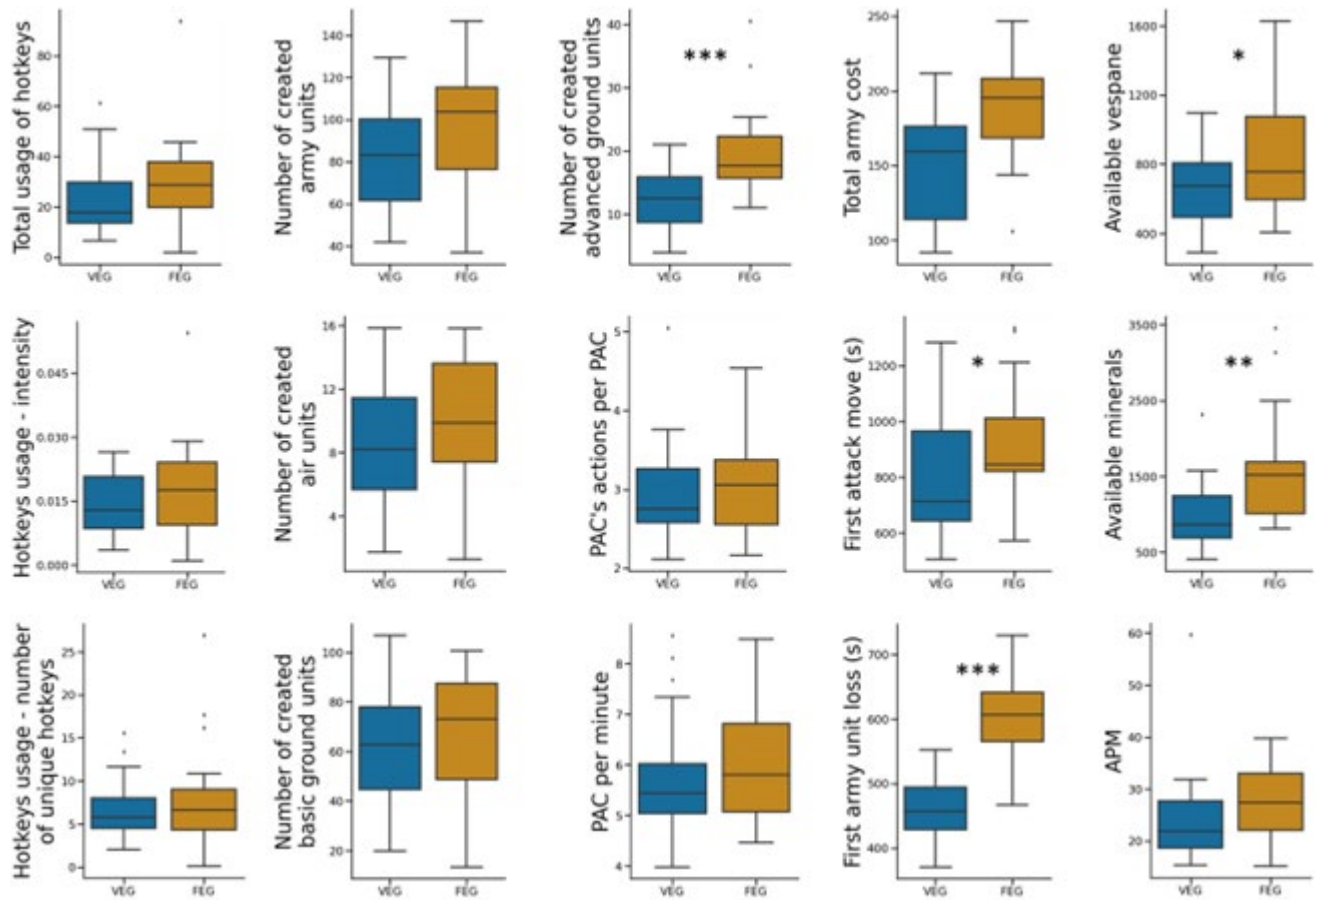 Total usage of hotkeys
80
60
40
20
0
VEG FEG
Number of created
army units
140
120
100
80
60
40
VEG FEG
Number of created
advanced ground units
40
30
20
10
***
VEG FEG
Total army cost
250
200
150
100
VEG FEG
Available vespane
1600
1200
800
400
*
VEG FEG
Hotkeys usage - intensity
0.045
0.030
0.015
0.000
VEG FEG
Number of created
air units
16
12
8
4
VEG FEG
PAC's actions per PAC
5
4
3
2
VEG FEG
First attack move (s)
1200
1000
800
600
*
VEG FEG
Available minerals
3500
2500
1500
500
**
VEG FEG
Hotkeys usage - number
of unique hotkeys
25
20
15
10
5
0
VEG FEG
Number of created
basic ground units
100
80
60
40
20
VEG FEG
PAC per minute
8
7
6
5
4
VEG FEG
First army unit loss (s)
700
600
500
400
***
VEG FEG
APM
60
50
40
30
20
VEG FEG